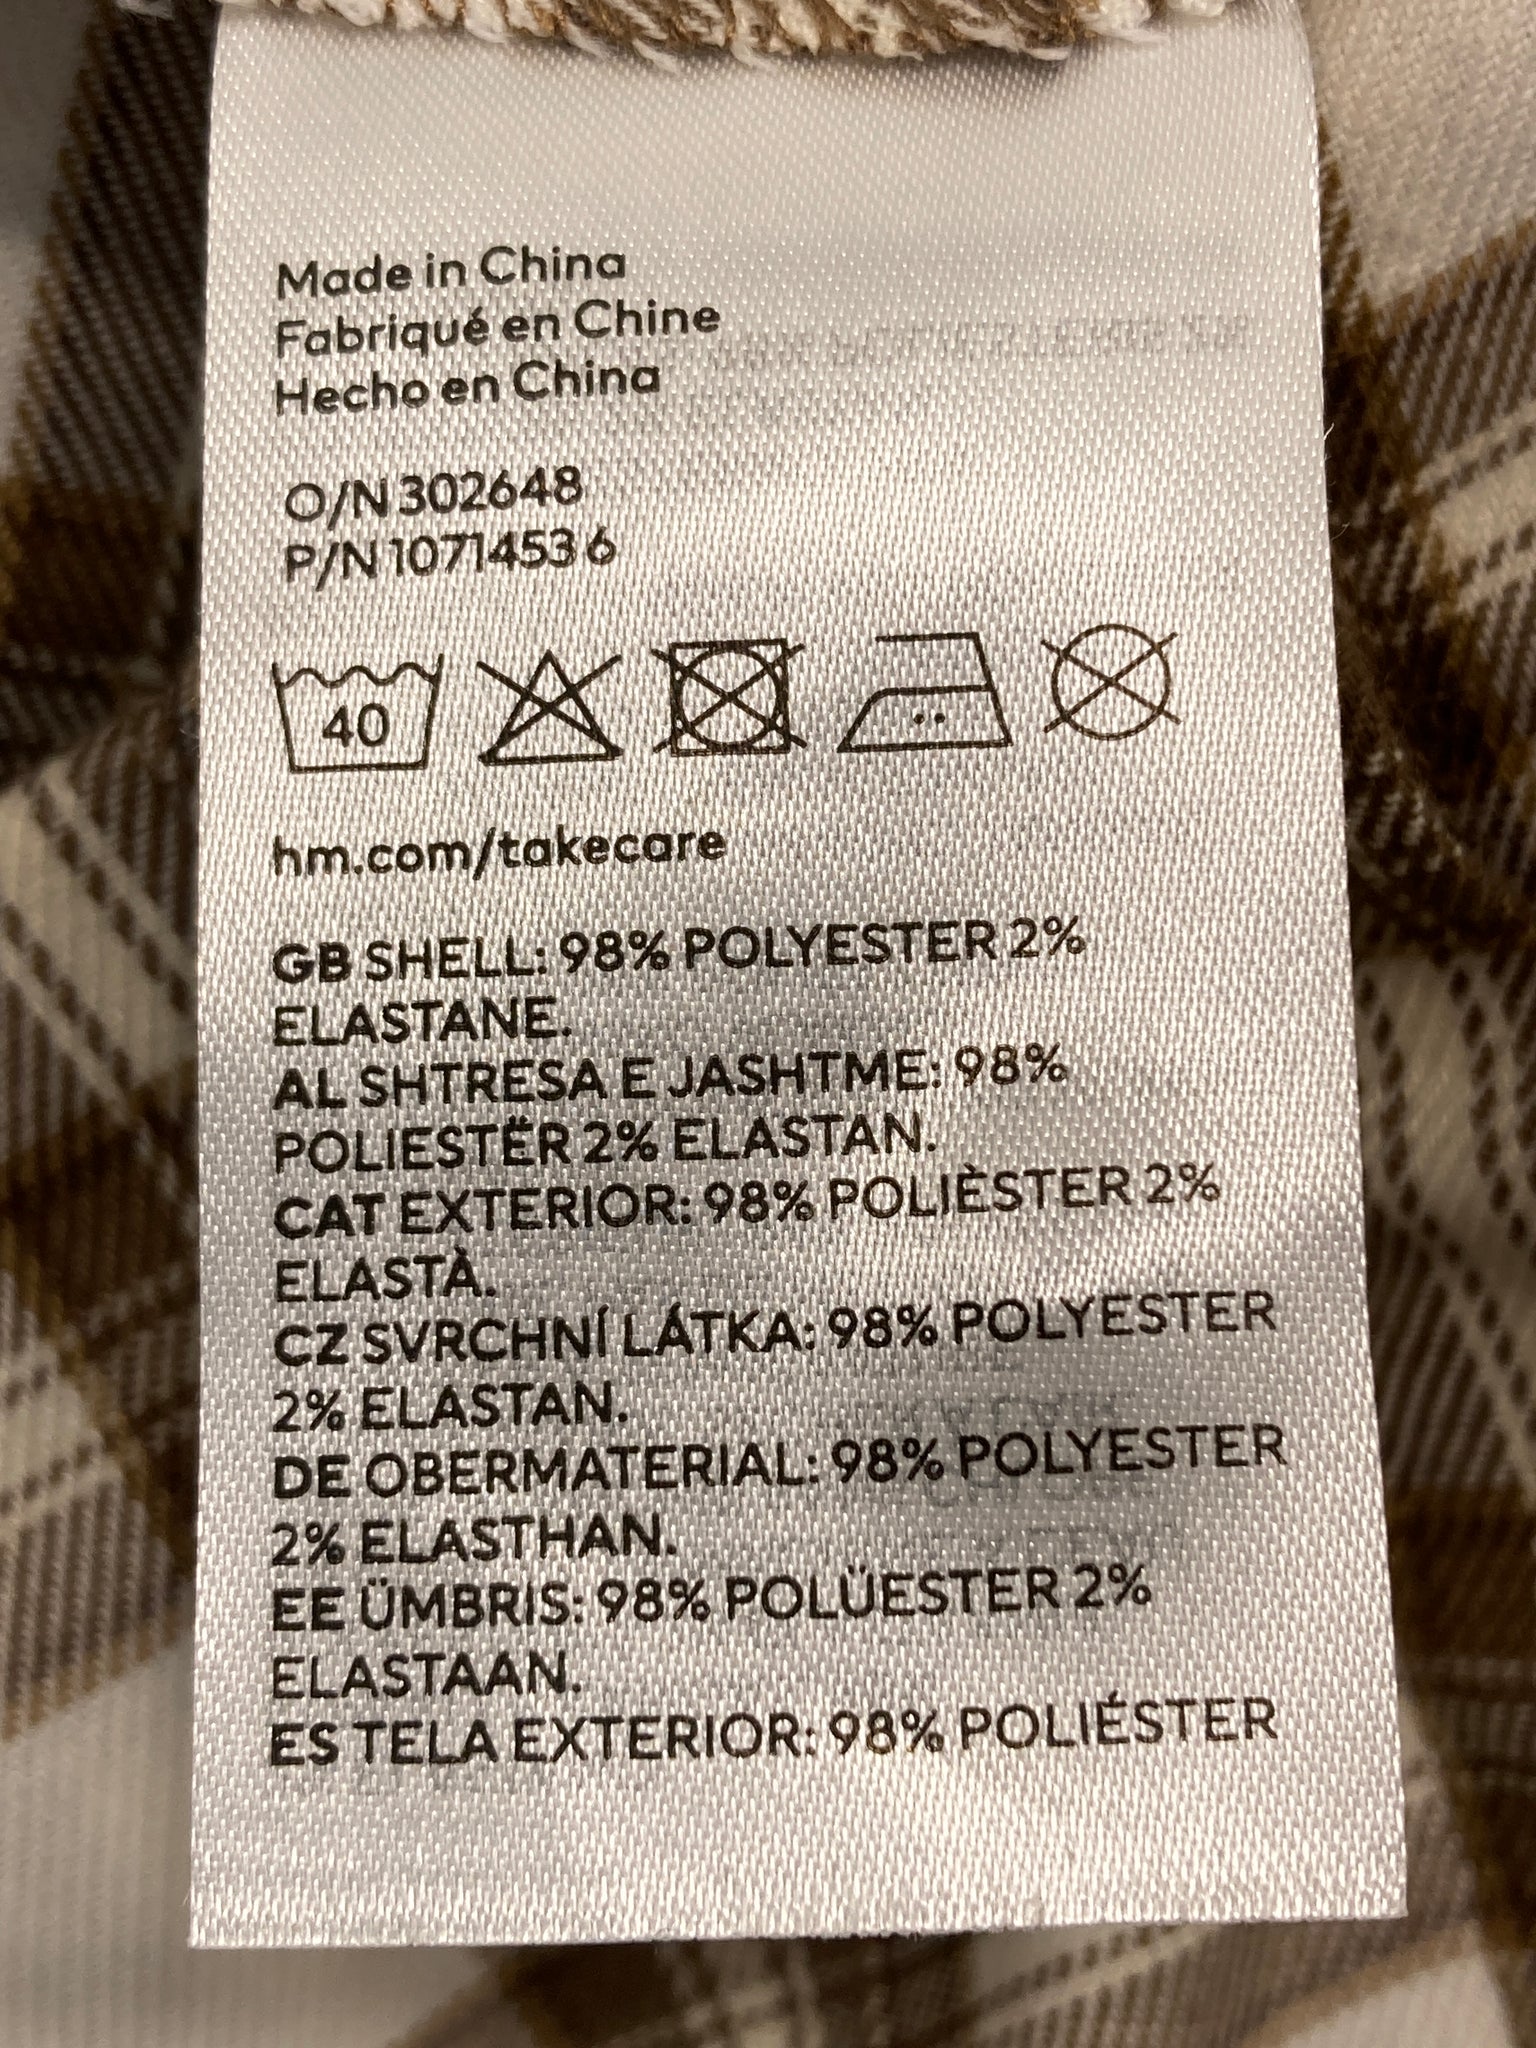 Made in China
Fabriqué en Chine
Hecho en China
O/N 302648
P/N 10714536
40
hm.com/takecare
GB SHELL: 98% POLYESTER 2%
ELASTANE.
AL SHTRESA E JASHTME: 98%
POLIESTËR 2% ELASTAN.
CAT EXTERIOR: 98% POLIÈSTER 2%
ELASTÀ.
CZ SVRCHNÍ LÁTKA: 98% POLYESTER
2% ELASTAN.
DE OBERMATERIAL: 98% POLYESTER
2% ELASTHAN.
EE ÜMBRIS: 98% POLÜESTER 2%
ELASTAAN.
ES TELA EXTERIOR: 98% POLIÉSTER